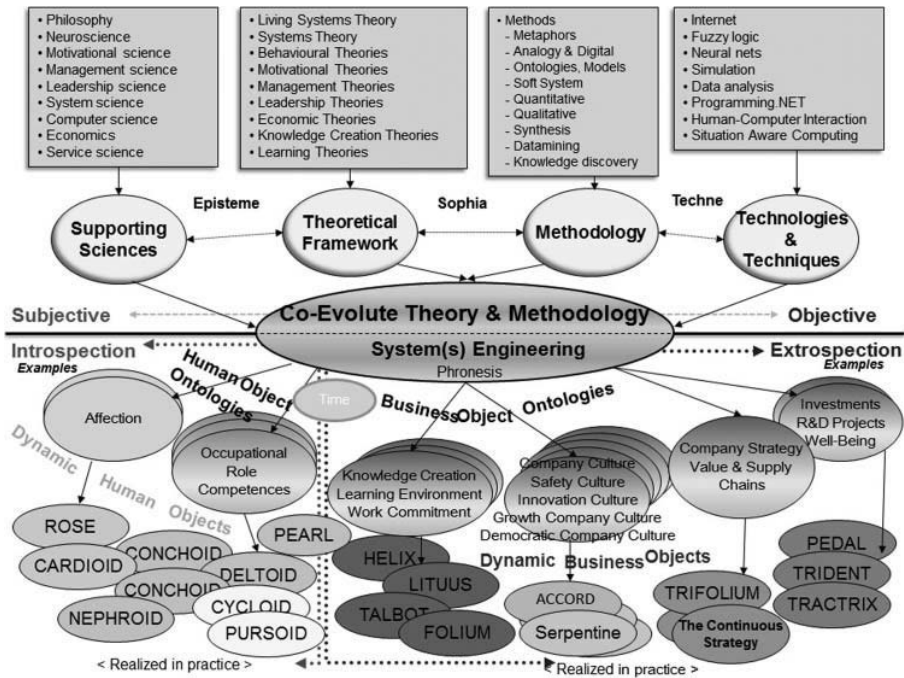 • Philosophy
• Neuroscience
• Motivational science
• Management science
• Leadership science
• System science
• Computer science
• Economics
• Service science
• Living Systems Theory
• Systems Theory
• Behavioural Theories
• Motivational Theories
• Management Theories
• Leadership Theories
• Economic Theories
• Knowledge Creation Theories
• Learning Theories
• Methods
- Metaphors
- Analogy & Digital
- Ontologies, Models
- Soft System
- Quantitative
- Qualitative
- Synthesis
- Datamining
- Knowledge discovery
• Internet
• Fuzzy logic
• Neural nets
• Simulation
• Data analysis
• Programming.NET
• Human-Computer Interaction
• Situation Aware Computing
Supporting
Sciences
Episteme
Theoretical
Framework
Sophia
Methodology
Techne
Technologies
&
Techniques
Subjective
Co-Evolute Theory & Methodology
Objective
System(s) Engineering
Phronesis
Introspection
Examples
Extrospection
Examples
Human Object
Ontologies
Time
Business Object Ontologies
Affection
Occupational
Role
Competences
Knowledge Creation
Learning Environment
Work Commitment
Company Culture
Safety Culture
Innovation Culture
Growth Company Culture
Democratic Company Culture
Company Strategy
Value & Supply
Chains
Investments
R&D Projects
Well-Being
Dynamic Human Objects
Dynamic Business Objects
ROSE
CARDIOID
CONCHOID
CONCHOID
NEPHROID
PEARL
DELTOID
CYCLOID
PURSOID
HELIX
LITUUS
TALBOT
FOLIUM
ACCORD
Serpentine
TRIFOLIUM
The Continuous
Strategy
PEDAL
TRIDENT
TRACTRIX
< Realized in practice >
< Realized in practice >